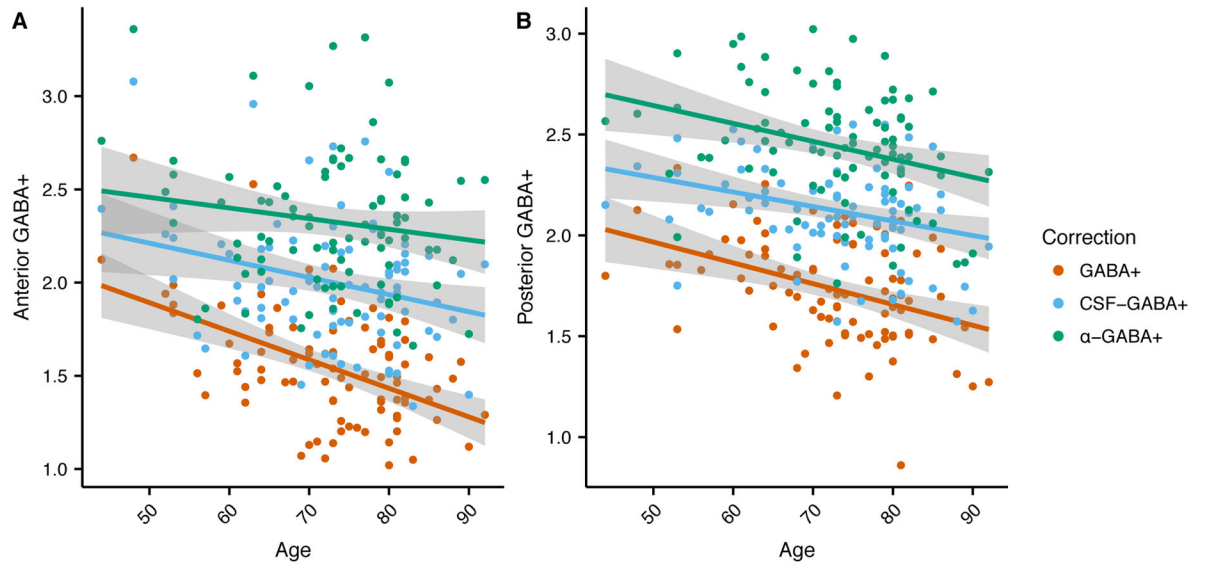 A
Anterior GABA+
3.0
2.5
2.0
1.5
1.0
50 60 70 80 90
Age
B
Posterior GABA+
3.0
2.5
2.0
1.5
1.0
50 60 70 80 90
Age
Correction
GABA+
CSF−GABA+
α−GABA+